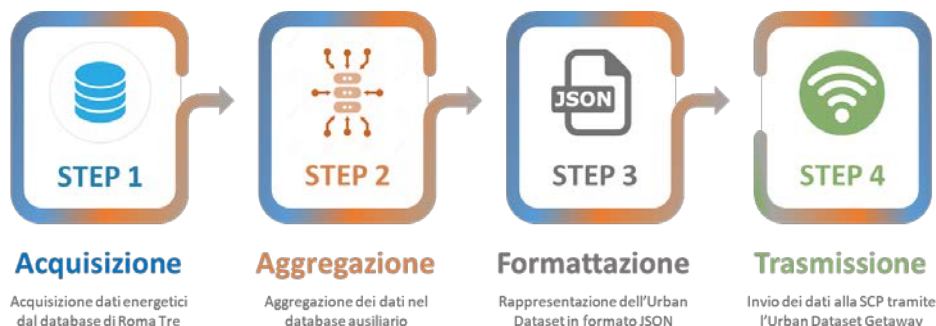 JSON
STEP 1
STEP 2
STEP 3
STEP 4
Acquisizione
Aggregazione
Formattazione
Trasmissione
Acquisizione dati energetici
dal database di Roma Tre
Aggregazione dei dati nel
database ausiliario
Rappresentazione dell'Urban
Dataset in formato JSON
Invio dei dati alla SCP tramite
l'Urban Dataset Getaway